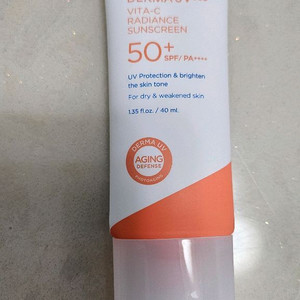 VITA-C
RADIANCE
SUNSCREEN
50+
SPF/ PA++++
UV Protection & brighten
the skin tone
For dry & weakened skin
1.35 fl.oz. / 40 ml
DERMA UV
AGING
DEFENSE